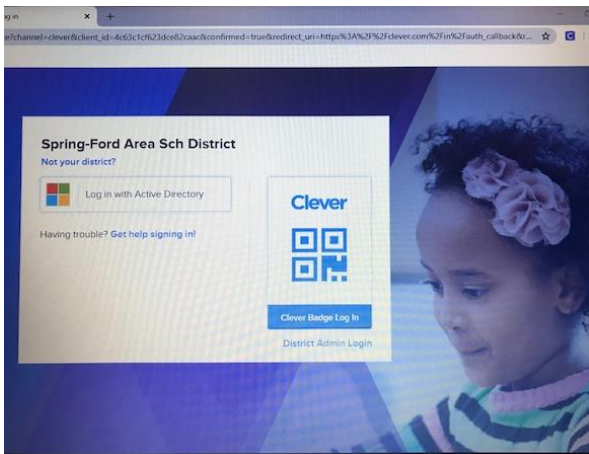 r?channel=clever&client_id=4c63c1cf623dce82caac&confirmed=true&redirect_uri=https%3A%2F%2Fclever.com%2Fin%2Fauth_callback&r...
Spring-Ford Area Sch District
Not your district?
Log in with Active Directory
Having trouble? Get help signing in!
Clever
Clever Badge Log In
District Admin Login